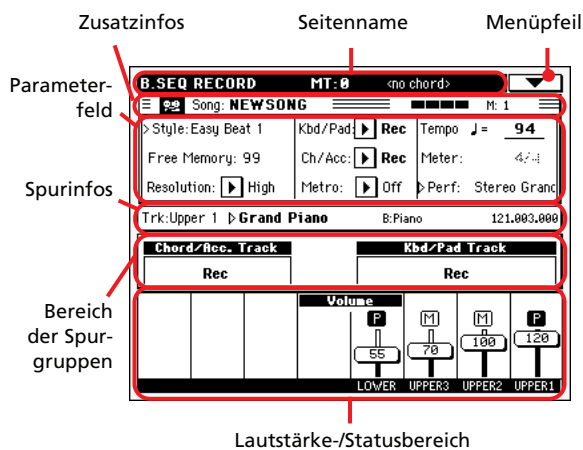 Zusatzinfos Seitenname Menüpfeil
B.SEQ RECORD MT:0 <no chord>
Parameter-
feld
Song: NEWSONG M: 1
Style:Easy Beat 1 Kbd/Pad: Rec Tempo ♩= 94
Free Memory: 99 Ch/Acc: Rec Meter: 4/4
Resolution: High Metro: Off Perf: Stereo Grand
Spurinfos
Trk:Upper 1 Grand Piano B:Piano 121.003.000
Chord/Acc. Track Kbd/Pad Track
Rec Rec
Bereich
der Spur-
gruppen
Volume
P M M P
55 70 100 120
LOWER UPPER3 UPPER2 UPPER1
Lautstärke-/Statusbereich